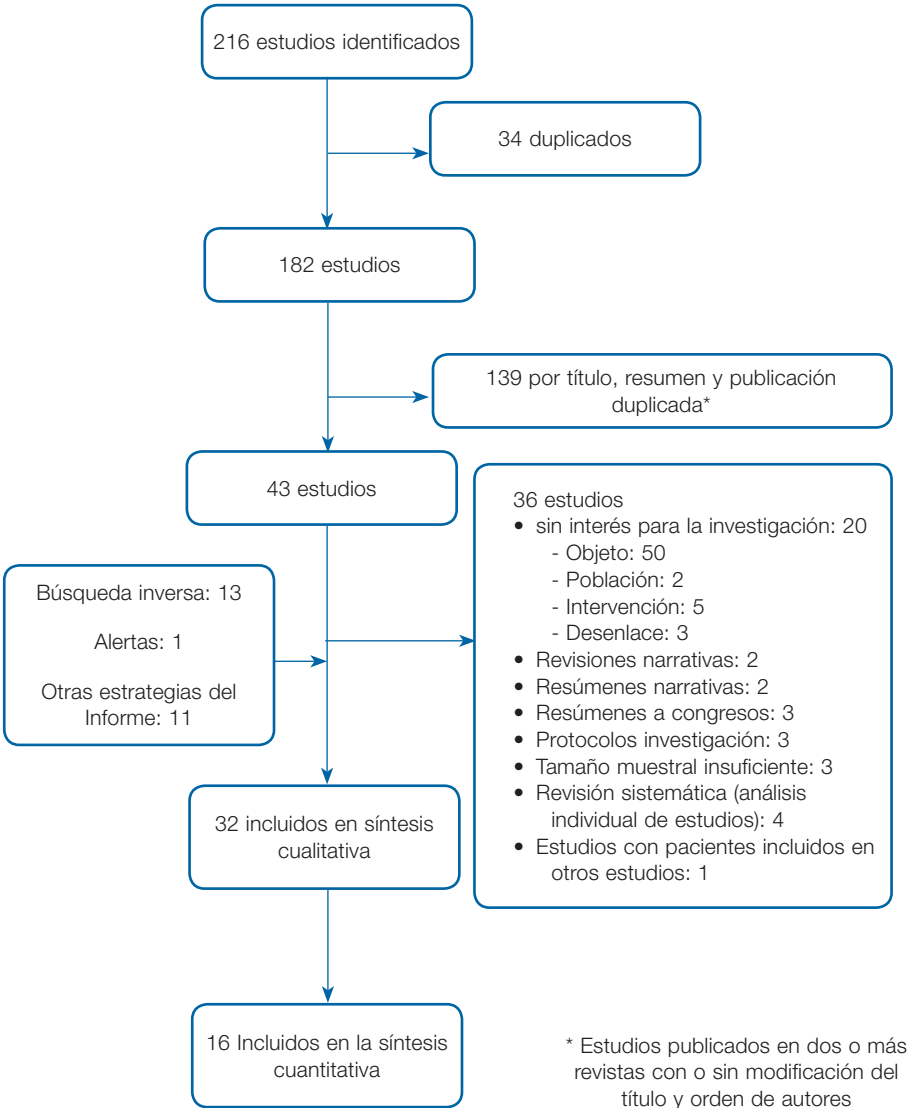 216 estudios identificados
34 duplicados
182 estudios
139 por título, resumen y publicación
duplicada*
43 estudios
36 estudios
• sin interés para la investigación: 20
- Objeto: 50
- Población: 2
- Intervención: 5
- Desenlace: 3
• Revisiones narrativas: 2
• Resúmenes narrativas: 2
• Resúmenes a congresos: 3
• Protocolos investigación: 3
• Tamaño muestral insuficiente: 3
• Revisión sistemática (análisis
individual de estudios): 4
• Estudios con pacientes incluidos en
otros estudios: 1
Búsqueda inversa: 13
Alertas: 1
Otras estrategias del
Informe: 11
32 incluidos en síntesis
cualitativa
16 Incluidos en la síntesis
cuantitativa
* Estudios publicados en dos o más
revistas con o sin modificación del
título y orden de autores